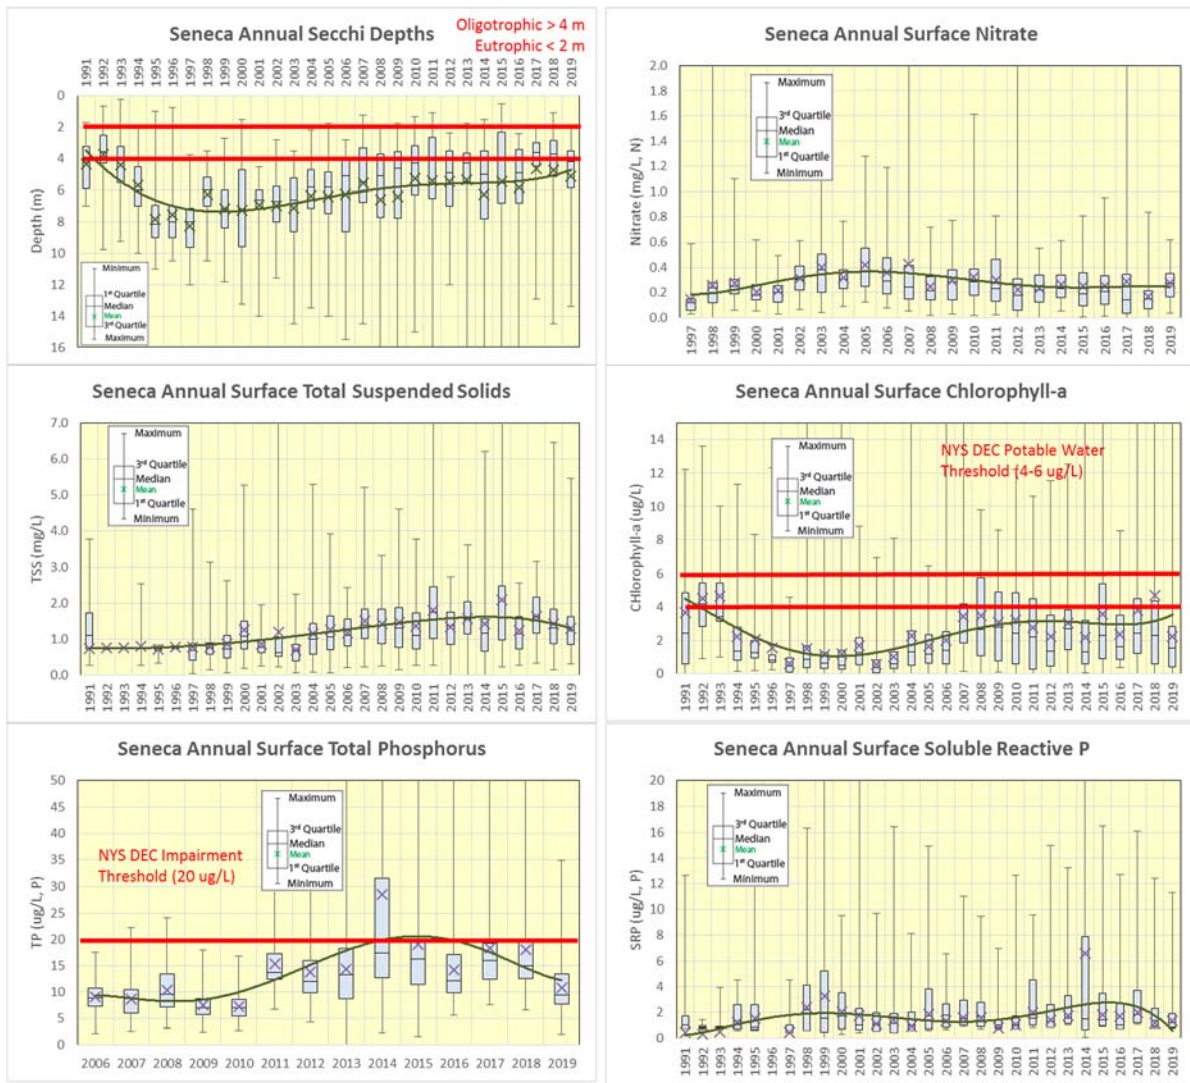 Seneca Annual Secchi Depths
Oligotrophic > 4 m
Eutrophic < 2 m
1991 1992 1993 1994 1995 1996 1997 1998 1999 2000 2001 2002 2003 2004 2005 2006 2007 2008 2009 2010 2011 2012 2013 2014 2015 2016 2017 2018 2019
0
2
4
6
8
10
12
14
16
Depth (m)
Minimum
1st Quartile
Median
Mean
3rd Quartile
Maximum
Seneca Annual Surface Nitrate
2.0
1.8
1.6
1.4
1.2
1.0
0.8
0.6
0.4
0.2
0.0
Nitrate (mg/L, N)
Maximum
3rd Quartile
Median
Mean
1st Quartile
Minimum
1997 1998 1999 2000 2001 2002 2003 2004 2005 2006 2007 2008 2009 2010 2011 2012 2013 2014 2015 2016 2017 2018 2019
Seneca Annual Surface Total Suspended Solids
7.0
6.0
5.0
4.0
3.0
2.0
1.0
0.0
TSS (mg/L)
Maximum
3rd Quartile
Median
Mean
1st Quartile
Minimum
1991 1992 1993 1994 1995 1996 1997 1998 1999 2000 2001 2002 2003 2004 2005 2006 2007 2008 2009 2010 2011 2012 2013 2014 2015 2016 2017 2018 2019
Seneca Annual Surface Chlorophyll-a
14
12
10
8
6
4
2
0
CHlorophyll-a (ug/L)
Maximum
3rd Quartile
Median
Mean
1st Quartile
Minimum
NYS DEC Potable Water
Threshold (4-6 ug/L)
1991 1992 1993 1994 1995 1996 1997 1998 1999 2000 2001 2002 2003 2004 2005 2006 2007 2008 2009 2010 2011 2012 2013 2014 2015 2016 2017 2018 2019
Seneca Annual Surface Total Phosphorus
50
45
40
35
30
25
20
15
10
5
0
TP (ug/L, P)
Maximum
3rd Quartile
Median
Mean
1st Quartile
Minimum
NYS DEC Impairment
Threshold (20 ug/L)
2006 2007 2008 2009 2010 2011 2012 2013 2014 2015 2016 2017 2018 2019
Seneca Annual Surface Soluble Reactive P
20
18
16
14
12
10
8
6
4
2
0
SRP (ug/L, P)
Maximum
3rd Quartile
Median
Mean
1st Quartile
Minimum
1991 1992 1993 1994 1995 1996 1997 1998 1999 2000 2001 2002 2003 2004 2005 2006 2007 2008 2009 2010 2011 2012 2013 2014 2015 2016 2017 2018 2019